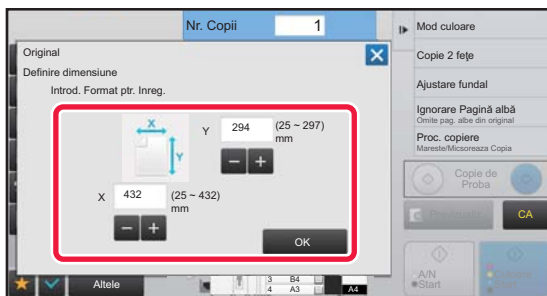 Nr. Copii 1
Original
Definire dimensiune
Introd. Format ptr. Inreg.
X
Y
Y 294 (25 ~ 297)
mm
X 432 (25 ~ 432)
mm
OK
Altele
3 B4
4 A3
A4
Mod culoare
Copie 2 feţe
Ajustare fundal
Ignorare Pagină albă
Omite pag. albe din original
Proc. copiere
Mareste/Micsoreaza Copia
Copie de
Proba
CA
A/N
Start
Start